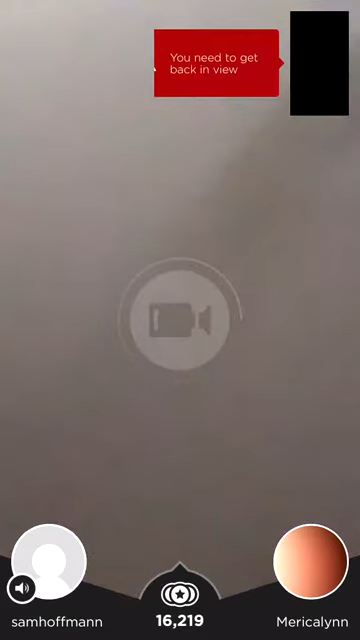 You need to get
back in view
samhoffmann
16,219
Mericalynn